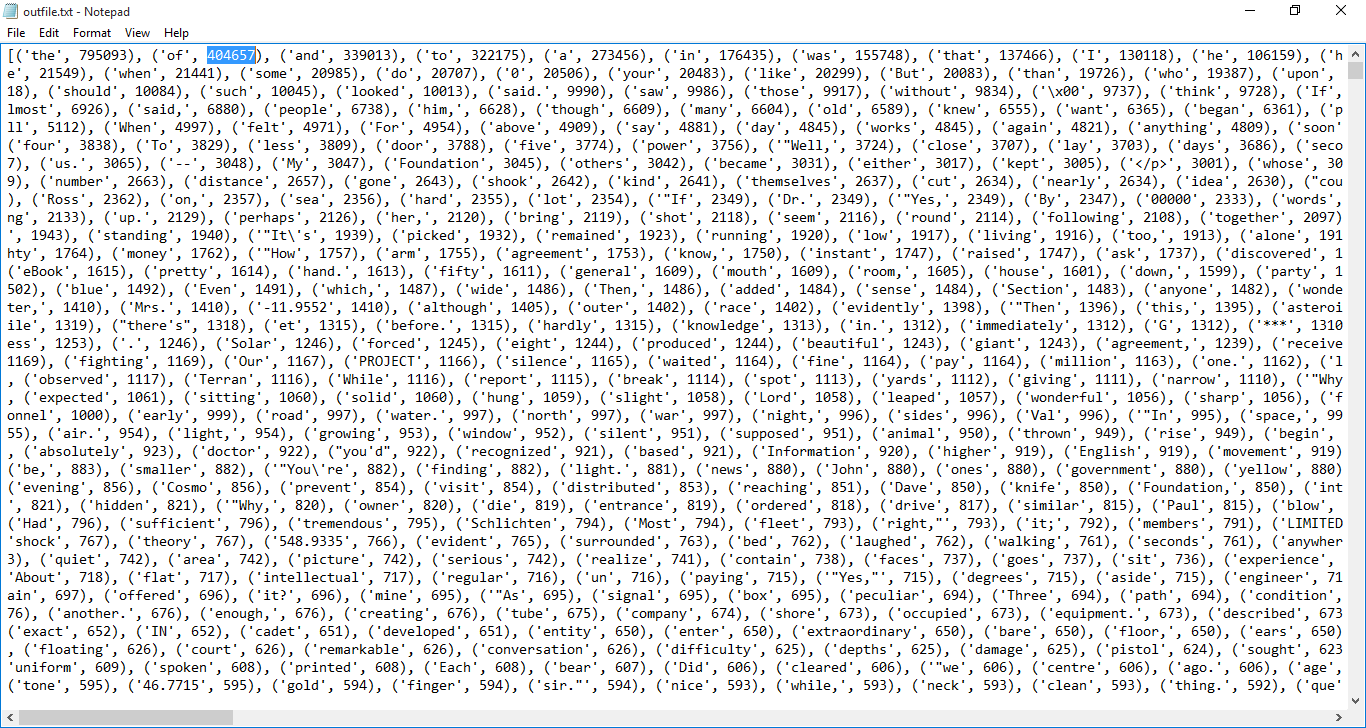 outfile.txt - Notepad
File Edit Format View Help
[('the', 795093), ('of', 404657), ('and', 339013), ('to', 322175), ('a', 273456), ('in', 176435), ('was', 155748), ('that', 137466), ('I', 130118), ('he', 106159), ('h
e', 21549), ('when', 21441), ('some', 20985), ('do', 20707), ('0', 20506), ('your', 20483), ('like', 20299), ('But', 20083), ('than', 19726), ('who', 19387), ('upon',
18), ('should', 10084), ('such', 10045), ('looked', 10013), ('said.', 9990), ('saw', 9986), ('those', 9917), ('without', 9834), ('\x00', 9737), ('think', 9728), ('If',
lmost', 6926), ('said,', 6880), ('people', 6738), ('him,', 6628), ('though', 6609), ('many', 6604), ('old', 6589), ('knew', 6555), ('want', 6365), ('began', 6361), ('p
ll', 5112), ('When', 4997), ('felt', 4971), ('For', 4954), ('above', 4909), ('say', 4881), ('day', 4845), ('works', 4845), ('again', 4821), ('anything', 4809), ('soon'
('four', 3838), ('To', 3829), ('less', 3809), ('door', 3788), ('five', 3774), ('power', 3756), ('"Well,', 3724), ('close', 3707), ('lay', 3703), ('days', 3686), ('seco
7), ('us.', 3065), ('--', 3048), ('My', 3047), ('Foundation', 3045), ('others', 3042), ('became', 3031), ('either', 3017), ('kept', 3005), ('</p>', 3001), ('whose', 30
9), ('number', 2663), ('distance', 2657), ('gone', 2643), ('shook', 2642), ('kind', 2641), ('themselves', 2637), ('cut', 2634), ('nearly', 2634), ('idea', 2630), ("cou
), ('Ross', 2362), ('on,', 2357), ('sea', 2356), ('hard', 2355), ('lot', 2354), ('"If', 2349), ('Dr.', 2349), ('"Yes,', 2349), ('By', 2347), ('00000', 2333), ('words',
ng', 2133), ('up.', 2129), ('perhaps', 2126), ('her,', 2120), ('bring', 2119), ('shot', 2118), ('seem', 2116), ('round', 2114), ('following', 2108), ('together', 2097)
', 1943), ('standing', 1940), ('"It\'s', 1939), ('picked', 1932), ('remained', 1923), ('running', 1920), ('low', 1917), ('living', 1916), ('too,', 1913), ('alone', 191
hty', 1764), ('money', 1762), ('"How', 1757), ('arm', 1755), ('agreement', 1753), ('know,', 1750), ('instant', 1747), ('raised', 1747), ('ask', 1737), ('discovered', 1
('eBook', 1615), ('pretty', 1614), ('hand.', 1613), ('fifty', 1611), ('general', 1609), ('mouth', 1609), ('room,', 1605), ('house', 1601), ('down,', 1599), ('party', 1
502), ('blue', 1492), ('Even', 1491), ('which,', 1487), ('wide', 1486), ('Then,', 1486), ('added', 1484), ('sense', 1484), ('Section', 1483), ('anyone', 1482), ('wonde
ter,', 1410), ('Mrs.', 1410), ('-11.9552', 1410), ('although', 1405), ('outer', 1402), ('race', 1402), ('evidently', 1398), ('"Then', 1396), ('this,', 1395), ('asteroi
ile', 1319), ("there's", 1318), ('et', 1315), ('before.', 1315), ('hardly', 1315), ('knowledge', 1313), ('in.', 1312), ('immediately', 1312), ('G', 1312), ('***', 1310
ess', 1253), ('.', 1246), ('Solar', 1246), ('forced', 1245), ('eight', 1244), ('produced', 1244), ('beautiful', 1243), ('giant', 1243), ('agreement,', 1239), ('receive
1169), ('fighting', 1169), ('Our', 1167), ('PROJECT', 1166), ('silence', 1165), ('waited', 1164), ('fine', 1164), ('pay', 1164), ('million', 1163), ('one.', 1162), ('l
, ('observed', 1117), ('Terran', 1116), ('While', 1116), ('report', 1115), ('break', 1114), ('spot', 1113), ('yards', 1112), ('giving', 1111), ('narrow', 1110), ('"Why
, ('expected', 1061), ('sitting', 1060), ('solid', 1060), ('hung', 1059), ('slight', 1058), ('Lord', 1058), ('leaped', 1057), ('wonderful', 1056), ('sharp', 1056), ('f
onnel', 1000), ('early', 999), ('road', 997), ('water.', 997), ('north', 997), ('war', 997), ('night,', 996), ('sides', 996), ('Val', 996), ('"In', 995), ('space,', 99
55), ('air.', 954), ('light,', 954), ('growing', 953), ('window', 952), ('silent', 951), ('supposed', 951), ('animal', 950), ('thrown', 949), ('rise', 949), ('begin',
, ('absolutely', 923), ('doctor', 922), ("you'd", 922), ('recognized', 921), ('based', 921), ('Information', 920), ('higher', 919), ('English', 919), ('movement', 919)
('be,', 883), ('smaller', 882), ('"You\'re', 882), ('finding', 882), ('light.', 881), ('news', 880), ('John', 880), ('ones', 880), ('government', 880), ('yellow', 880)
('evening', 856), ('Cosmo', 856), ('prevent', 854), ('visit', 854), ('distributed', 853), ('reaching', 851), ('Dave', 850), ('knife', 850), ('Foundation,', 850), ('int
, 821), ('hidden', 821), ('"Why,', 820), ('owner', 820), ('die', 819), ('entrance', 819), ('ordered', 818), ('drive', 817), ('similar', 815), ('Paul', 815), ('blow',
('Had', 796), ('sufficient', 796), ('tremendous', 795), ('Schlichten', 794), ('Most', 794), ('fleet', 793), ('right,"', 793), ('it;', 792), ('members', 791), ('LIMITED
'shock', 767), ('theory', 767), ('548.9335', 766), ('evident', 765), ('surrounded', 763), ('bed', 762), ('laughed', 762), ('walking', 761), ('seconds', 761), ('anywher
3), ('quiet', 742), ('area', 742), ('picture', 742), ('serious', 742), ('realize', 741), ('contain', 738), ('faces', 737), ('goes', 737), ('sit', 736), ('experience',
'About', 718), ('flat', 717), ('intellectual', 717), ('regular', 716), ('un', 716), ('paying', 715), ('"Yes,"', 715), ('degrees', 715), ('aside', 715), ('engineer', 71
ain', 697), ('offered', 696), ('it?', 696), ('mine', 695), ('"As', 695), ('signal', 695), ('box', 695), ('peculiar', 694), ('Three', 694), ('path', 694), ('condition',
76), ('another.', 676), ('enough,', 676), ('creating', 676), ('tube', 675), ('company', 674), ('shore', 673), ('occupied', 673), ('equipment.', 673), ('described', 673
('exact', 652), ('IN', 652), ('cadet', 651), ('developed', 651), ('entity', 650), ('enter', 650), ('extraordinary', 650), ('bare', 650), ('floor,', 650), ('ears', 650)
, ('floating', 626), ('court', 626), ('remarkable', 626), ('conversation', 626), ('difficulty', 625), ('depths', 625), ('damage', 625), ('pistol', 624), ('sought', 623
'uniform', 609), ('spoken', 608), ('printed', 608), ('Each', 608), ('bear', 607), ('Did', 606), ('cleared', 606), ('"we', 606), ('centre', 606), ('ago.', 606), ('age',
('tone', 595), ('46.7715', 595), ('gold', 594), ('finger', 594), ('sir."', 594), ('nice', 593), ('while,', 593), ('neck', 593), ('clean', 593), ('thing.', 592), ('que'